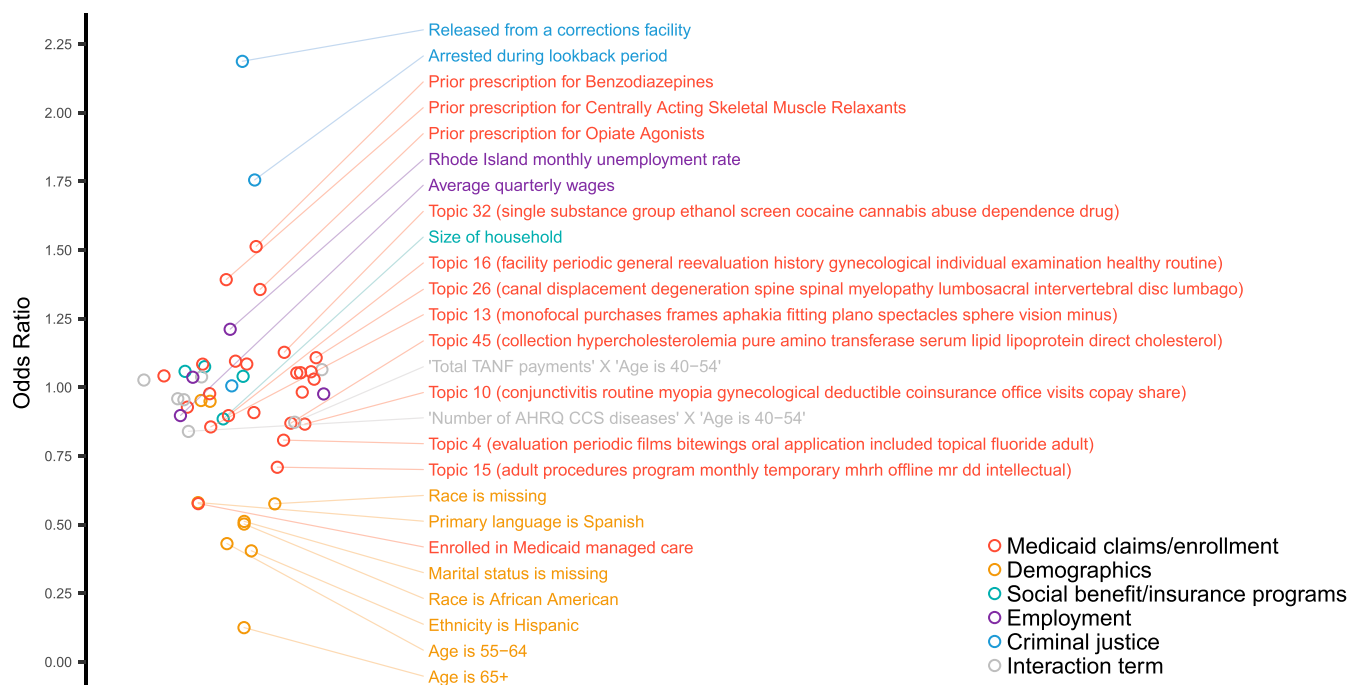 Odds Ratio
2.25
2.00
1.75
1.50
1.25
1.00
0.75
0.50
0.25
0.00
Released from a corrections facility
Arrested during lookback period
Prior prescription for Benzodiazepines
Prior prescription for Centrally Acting Skeletal Muscle Relaxants
Prior prescription for Opiate Agonists
Rhode Island monthly unemployment rate
Average quarterly wages
Topic 32 (single substance group ethanol screen cocaine cannabis abuse dependence drug)
Size of household
Topic 16 (facility periodic general reevaluation history gynecological individual examination healthy routine)
Topic 26 (canal displacement degeneration spine spinal myelopathy lumbosacral intervertebral disc lumbago)
Topic 13 (monofocal purchases frames aphakia fitting plano spectacles sphere vision minus)
Topic 45 (collection hypercholesterolemia pure amino transferase serum lipid lipoprotein direct cholesterol)
'Total TANF payments' X 'Age is 40−54'
Topic 10 (conjunctivitis routine myopia gynecological deductible coinsurance office visits copay share)
'Number of AHRQ CCS diseases' X 'Age is 40−54'
Topic 4 (evaluation periodic films bitewings oral application included topical fluoride adult)
Topic 15 (adult procedures program monthly temporary mhrh offline mr dd intellectual)
Race is missing
Primary language is Spanish
Enrolled in Medicaid managed care
Marital status is missing
Race is African American
Ethnicity is Hispanic
Age is 55−64
Age is 65+
Medicaid claims/enrollment
Demographics
Social benefit/insurance programs
Employment
Criminal justice
Interaction term